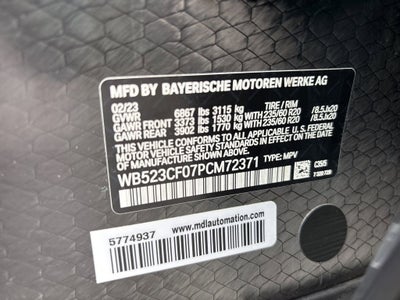 MFD BY BAYERISCHE MOTOREN WERKE AG
02/23 TIRE / RIM
GVWR 6867 lbs 3115 kg
GAWR FRONT 3373 lbs 1530 kg WITH 235/60 R20 / 8.5Jx20
GAWR REAR 3902 lbs 1770 kg WITH 235/60 R20 / 8.5Jx20
THIS VEHICLE CONFORMS TO ALL APPLICABLE U.S. FEDERAL
MOTOR VEHICLE SAFETY
THEFT PREVENTION STANDARDS IN EFFECT ON THE DATE OF
MANUFACTURE SHOWN ABOVE.
WB523CF07PCM72371 TYPE: MPV
5774937 www.mdlautomation.com